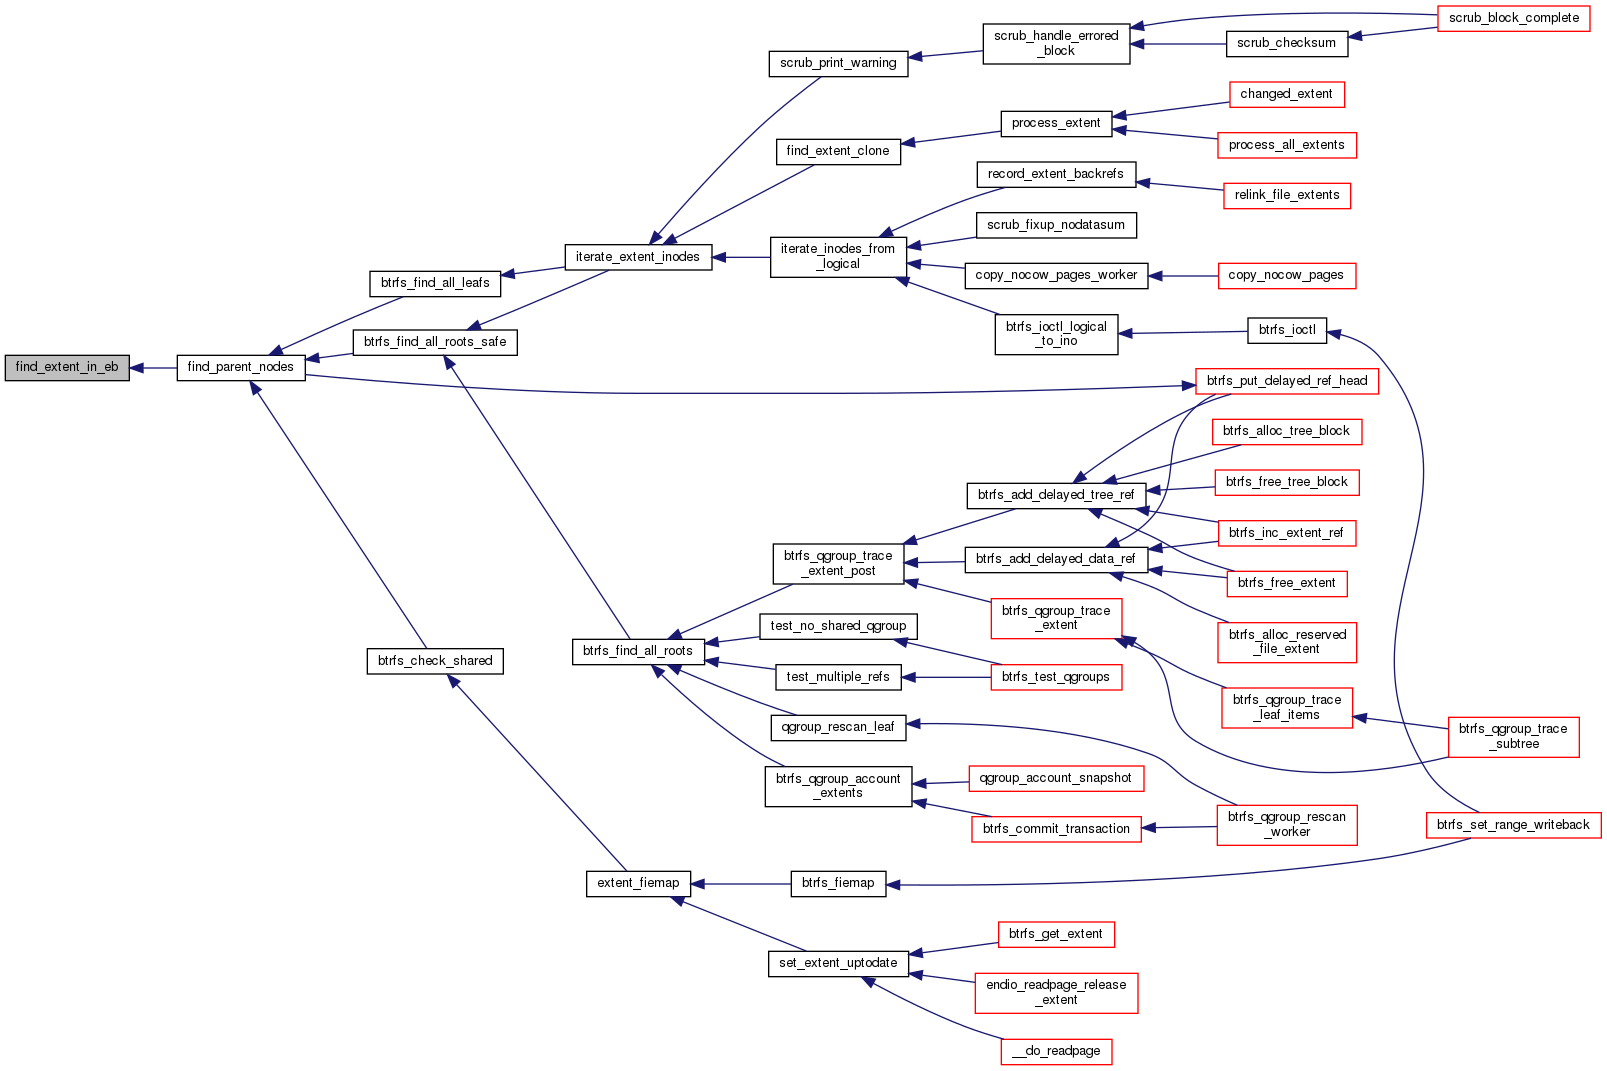 scrub_block_complete
scrub_handle_errored
_block
scrub_checksum
scrub_print_warning
changed_extent
process_extent
process_all_extents
find_extent_clone
record_extent_backrefs
relink_file_extents
scrub_fixup_nodatasum
iterate_inodes_from
_logical
iterate_extent_inodes
copy_nocow_pages_worker
copy_nocow_pages
btrfs_find_all_leafs
btrfs_ioctl_logical
_to_ino
btrfs_ioctl
btrfs_find_all_roots_safe
find_extent_in_eb
find_parent_nodes
btrfs_put_delayed_ref_head
btrfs_alloc_tree_block
btrfs_free_tree_block
btrfs_add_delayed_tree_ref
btrfs_inc_extent_ref
btrfs_qgroup_trace
_extent_post
btrfs_add_delayed_data_ref
btrfs_free_extent
btrfs_qgroup_trace
_extent
test_no_shared_qgroup
btrfs_alloc_reserved
_file_extent
btrfs_find_all_roots
btrfs_check_shared
test_multiple_refs
btrfs_test_qgroups
btrfs_qgroup_trace
_leaf_items
qgroup_rescan_leaf
btrfs_qgroup_trace
_subtree
btrfs_qgroup_account
_extents
qgroup_account_snapshot
btrfs_commit_transaction
btrfs_qgroup_rescan
_worker
btrfs_set_range_writeback
extent_fiemap
btrfs_fiemap
btrfs_get_extent
set_extent_uptodate
endio_readpage_release
_extent
__do_readpage